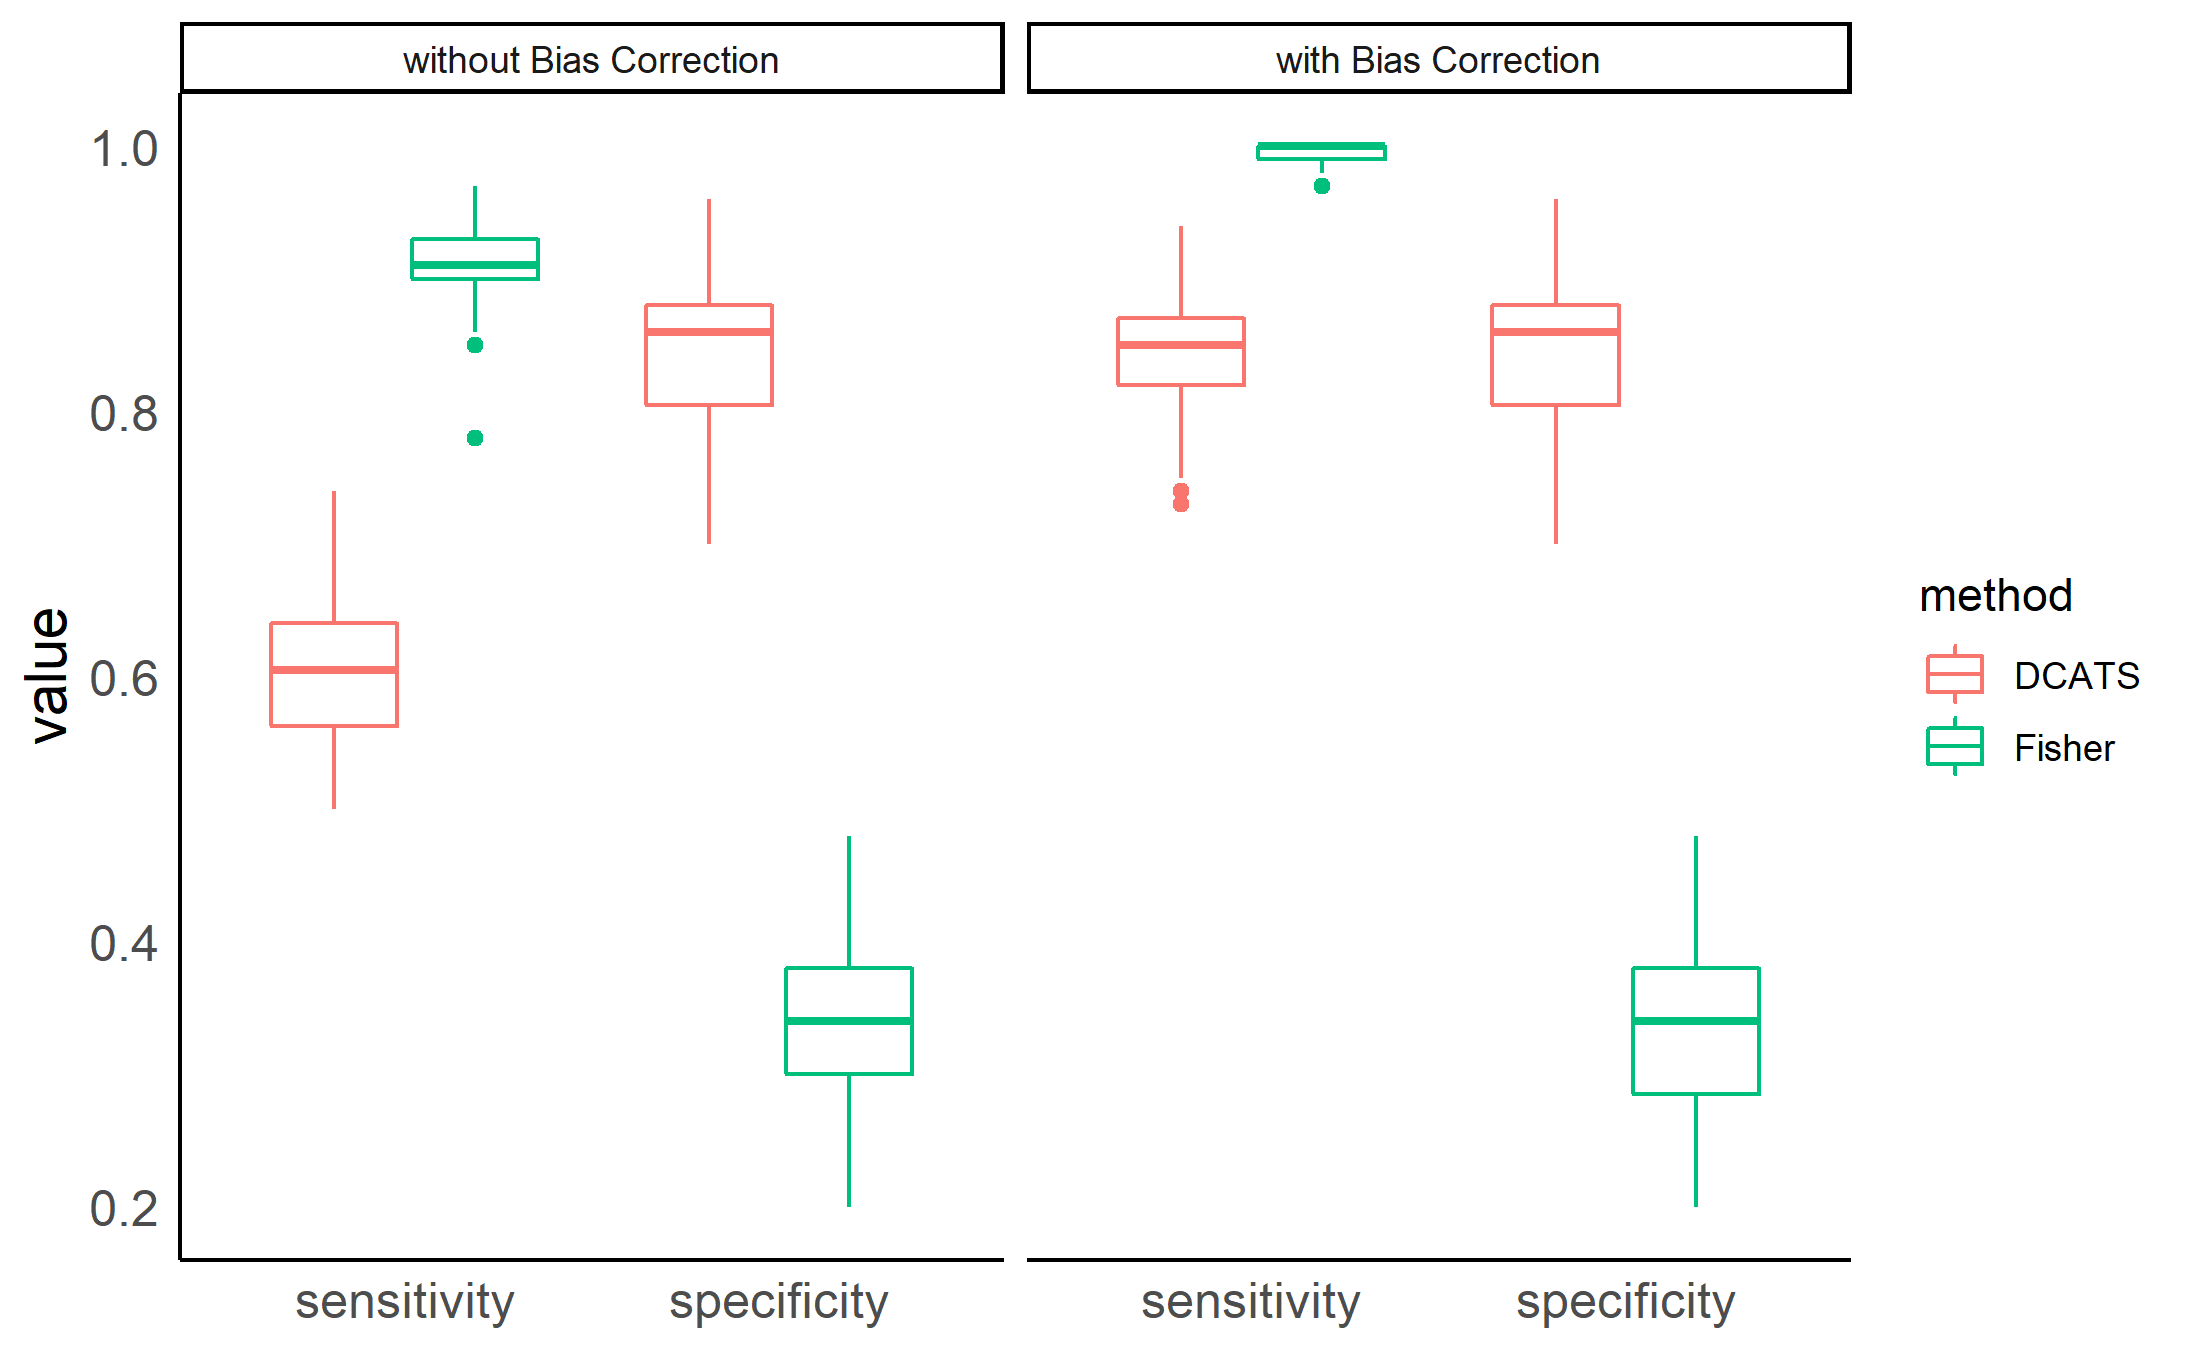 without Bias Correction
with Bias Correction
value
1.0
0.8
0.6
0.4
0.2
sensitivity
specificity
sensitivity
specificity
method
DCATS
Fisher